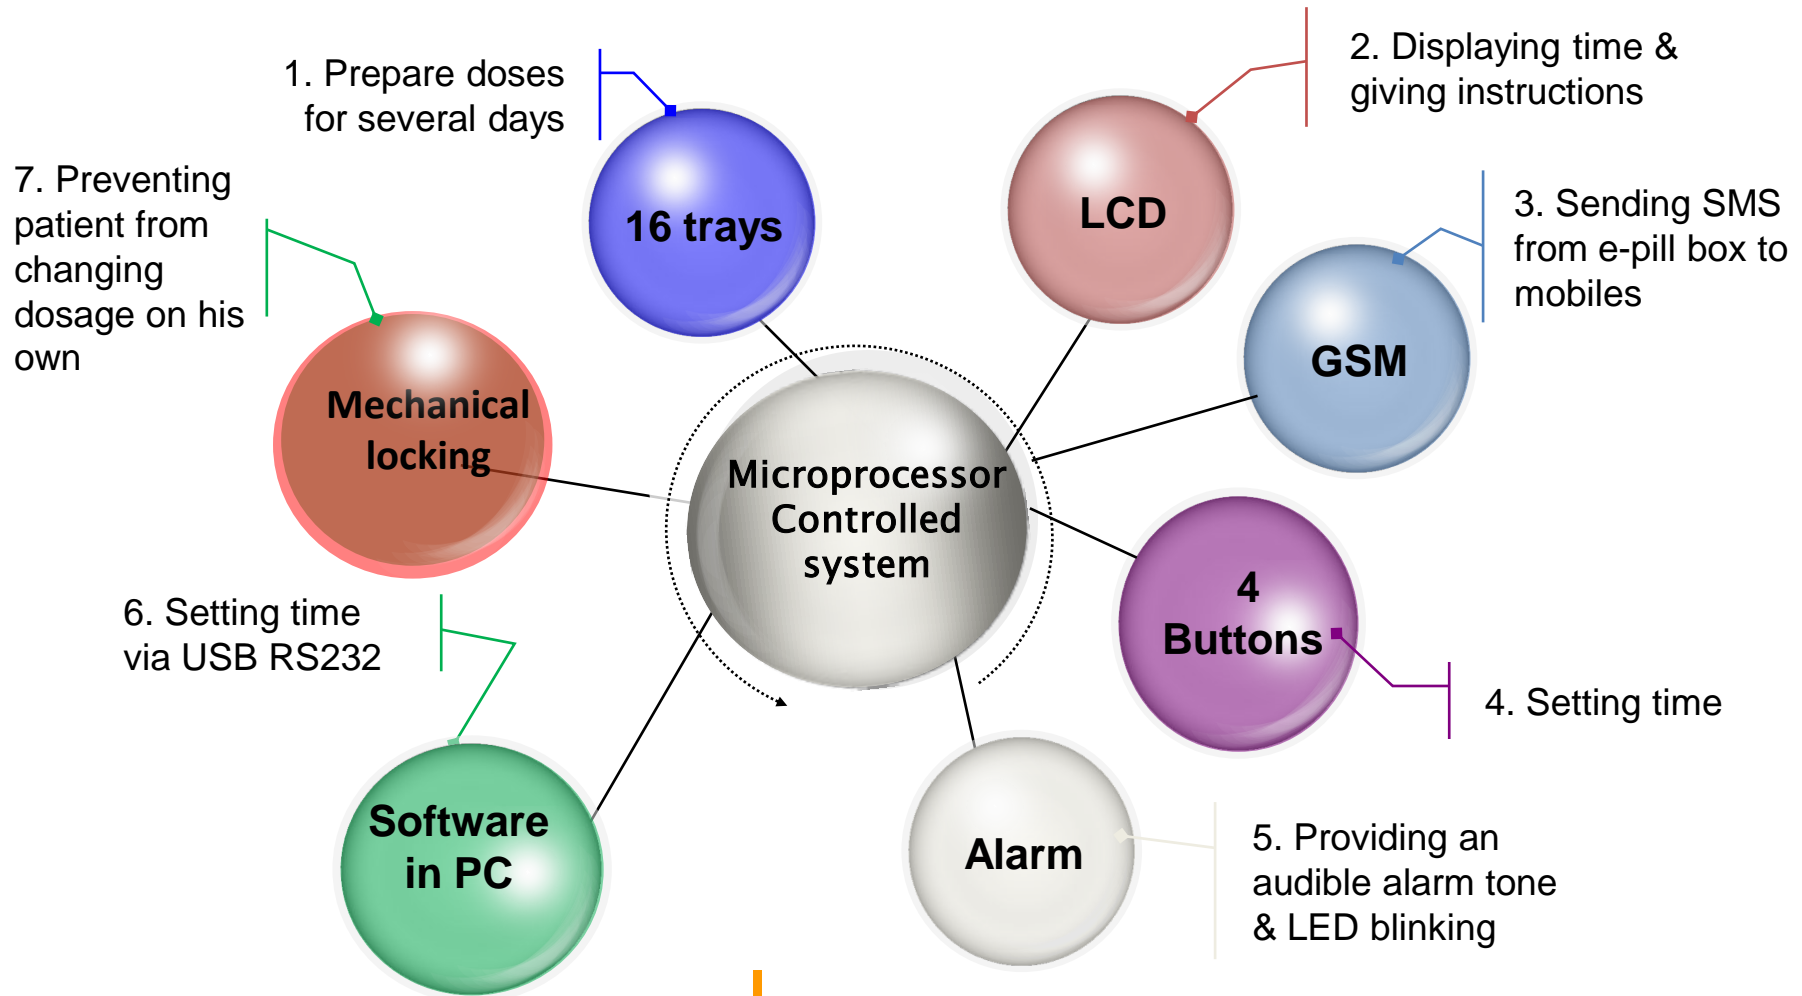 1. Prepare doses
for several days
16 trays
2. Displaying time &
giving instructions
LCD
3. Sending SMS
from e-pill box to
mobiles
GSM
4
Buttons
4. Setting time
Alarm
5. Providing an
audible alarm tone
& LED blinking
Software
in PC
6. Setting time
via USB RS232
Mechanical
locking
7. Preventing
patient from
changing
dosage on his
own
Microprocessor
Controlled
system